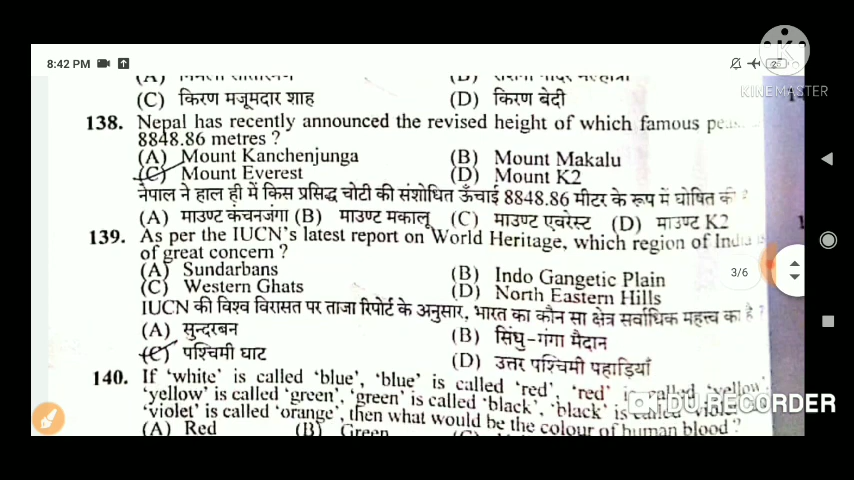 8:42 PM
26
KINEMASTER
(C) किरण मजूमदार शाह (D) किरण बेदी
138. Nepal has recently announced the revised height of which famous
8848.86 metres ?
(A) Mount Kanchenjunga (B) Mount Makalu
(C) Mount Everest (D) Mount K2
नेपाल ने हाल ही में किस प्रसिद्ध चोटी की संशोधित ऊँचाई 8848.86 मीटर के रूप में घोषित की ?
(A) माउण्ट कंचनजंगा (B) माउण्ट मकालू (C) माउण्ट एवरेस्ट (D) माउण्ट K2
139. As per the IUCN's latest report on World Heritage, which region of India is
of great concern ?
(A) Sundarbans (B) Indo Gangetic Plain
(C) Western Ghats (D) North Eastern Hills
IUCN की विश्व विरासत पर ताजा रिपोर्ट के अनुसार, भारत का कौन सा क्षेत्र सर्वाधिक महत्त्व का है ?
(A) सुन्दरबन (B) सिंधु-गंगा मैदान
(C) पश्चिमी घाट (D) उत्तर पश्चिमी पहाड़ियाँ
3/6
140. If 'white' is called 'blue', 'blue' is called 'red', 'red' is called 'yellow',
'yellow' is called 'green', 'green' is called 'black', 'black' is called 'violet'
'violet' is called 'orange', then what would be the colour of human blood ?
(A) Red (B) Green
DU RECORDER